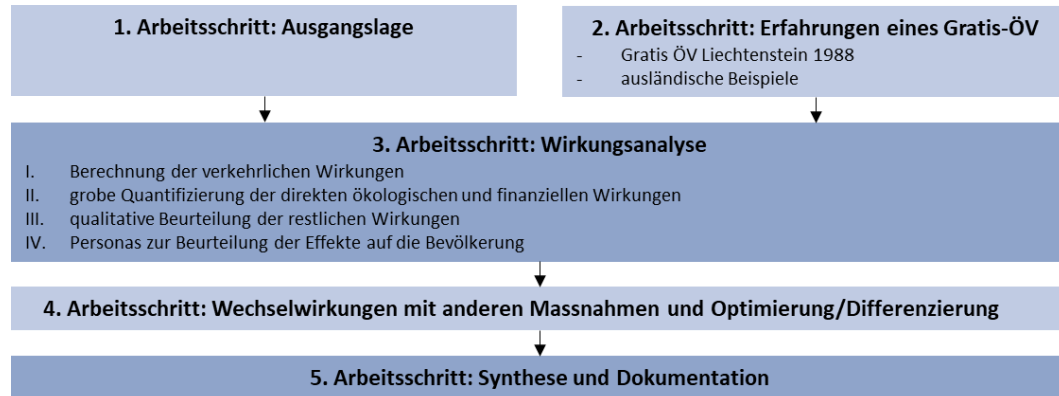 1. Arbeitsschritt: Ausgangslage
2. Arbeitsschritt: Erfahrungen eines Gratis-ÖV
- Gratis ÖV Liechtenstein 1988
- ausländische Beispiele
3. Arbeitsschritt: Wirkungsanalyse
I. Berechnung der verkehrlichen Wirkungen
II. grobe Quantifizierung der direkten ökologischen und finanziellen Wirkungen
III. qualitative Beurteilung der restlichen Wirkungen
IV. Personas zur Beurteilung der Effekte auf die Bevölkerung
4. Arbeitsschritt: Wechselwirkungen mit anderen Massnahmen und Optimierung/Differenzierung
5. Arbeitsschritt: Synthese und Dokumentation